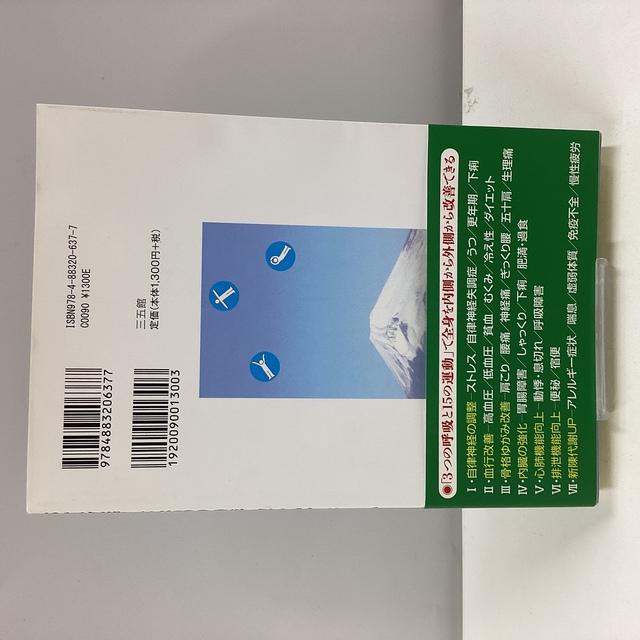 ISBN978-4-88320-637-7
C0090 ¥1300E
三五館
定価(本体1,300円+税)
9784883206377
1920090013003
「3つの呼吸と15の運動」で全身を内側から外側から改善できる
Ⅰ・自律神経の調整―ストレス/自律神経失調症/うつ/更年期/下痢
Ⅱ・血行改善―高血圧/低血圧/貧血/むくみ/冷え性/ダイエット
Ⅲ・骨格ゆがみ改善―肩こり/腰痛/神経痛/ぎっくり腰/五十肩/生理痛
Ⅳ・内臓の強化―胃腸障害/しゃっくり/下痢/肥満・過食
Ⅴ・心肺機能向上―動悸・息切れ/呼吸障害
Ⅵ・排泄機能向上―便秘/宿便
Ⅶ・新陳代謝UP―アレルギー症状/喘息/虚弱体質/免疫不全/慢性疲労